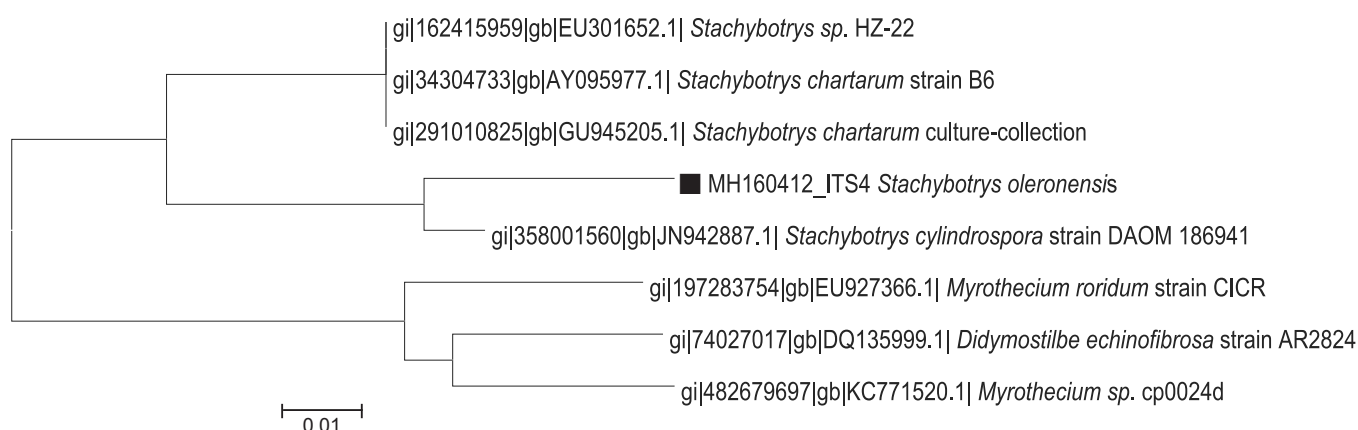 gi|162415959|gb|EU301652.1| Stachybotrys sp. HZ-22
gi|34304733|gb|AY095977.1| Stachybotrys chartarum strain B6
gi|291010825|gb|GU945205.1| Stachybotrys chartarum culture-collection
MH160412_ITS4 Stachybotrys oleronensis
gi|358001560|gb|JN942887.1| Stachybotrys cylindrospora strain DAOM 186941
gi|197283754|gb|EU927366.1| Myrothecium roridum strain CICR
gi|74027017|gb|DQ135999.1| Didymostilbe echinofibrosa strain AR2824
gi|482679697|gb|KC771520.1| Myrothecium sp. cp0024d
0.01